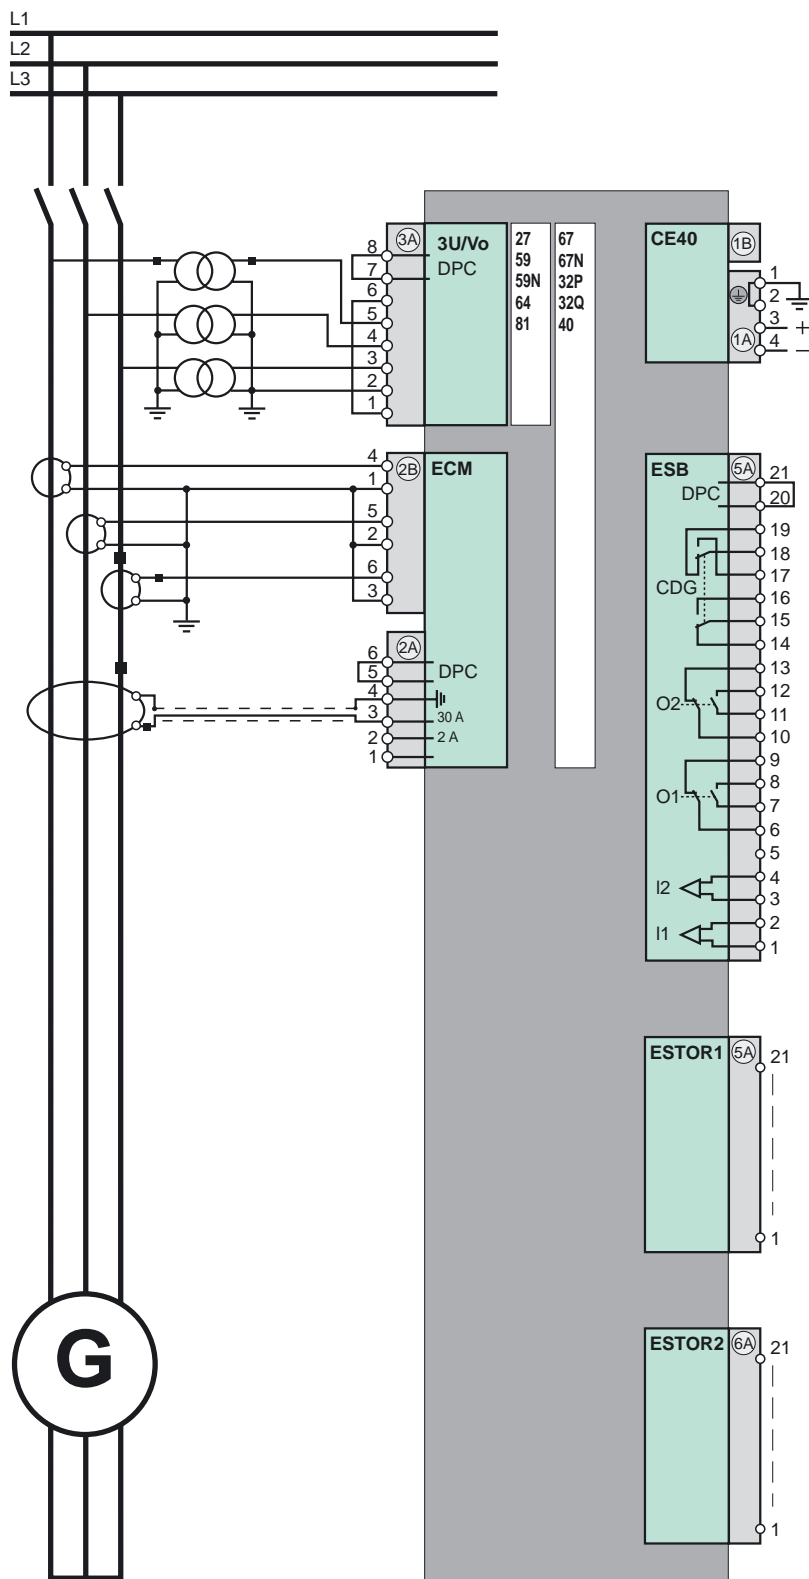 L1
L2
L3
3A
3U/Vo
DPC
8
7
6
5
4
3
2
1
27
59
59N
64
81
67
67N
32P
32Q
40
CE40
1B
1
2
3
+
1A
4
–
2B
ECM
4
1
5
2
6
3
2A
DPC
6
5
4
3
30 A
2
2 A
1
ESB
5A
DPC
21
20
19
18
17
CDG
16
15
14
13
12
O2
11
10
9
8
O1
7
6
5
4
I2
3
2
I1
1
ESTOR1
5A
21
1
G
ESTOR2
6A
21
1